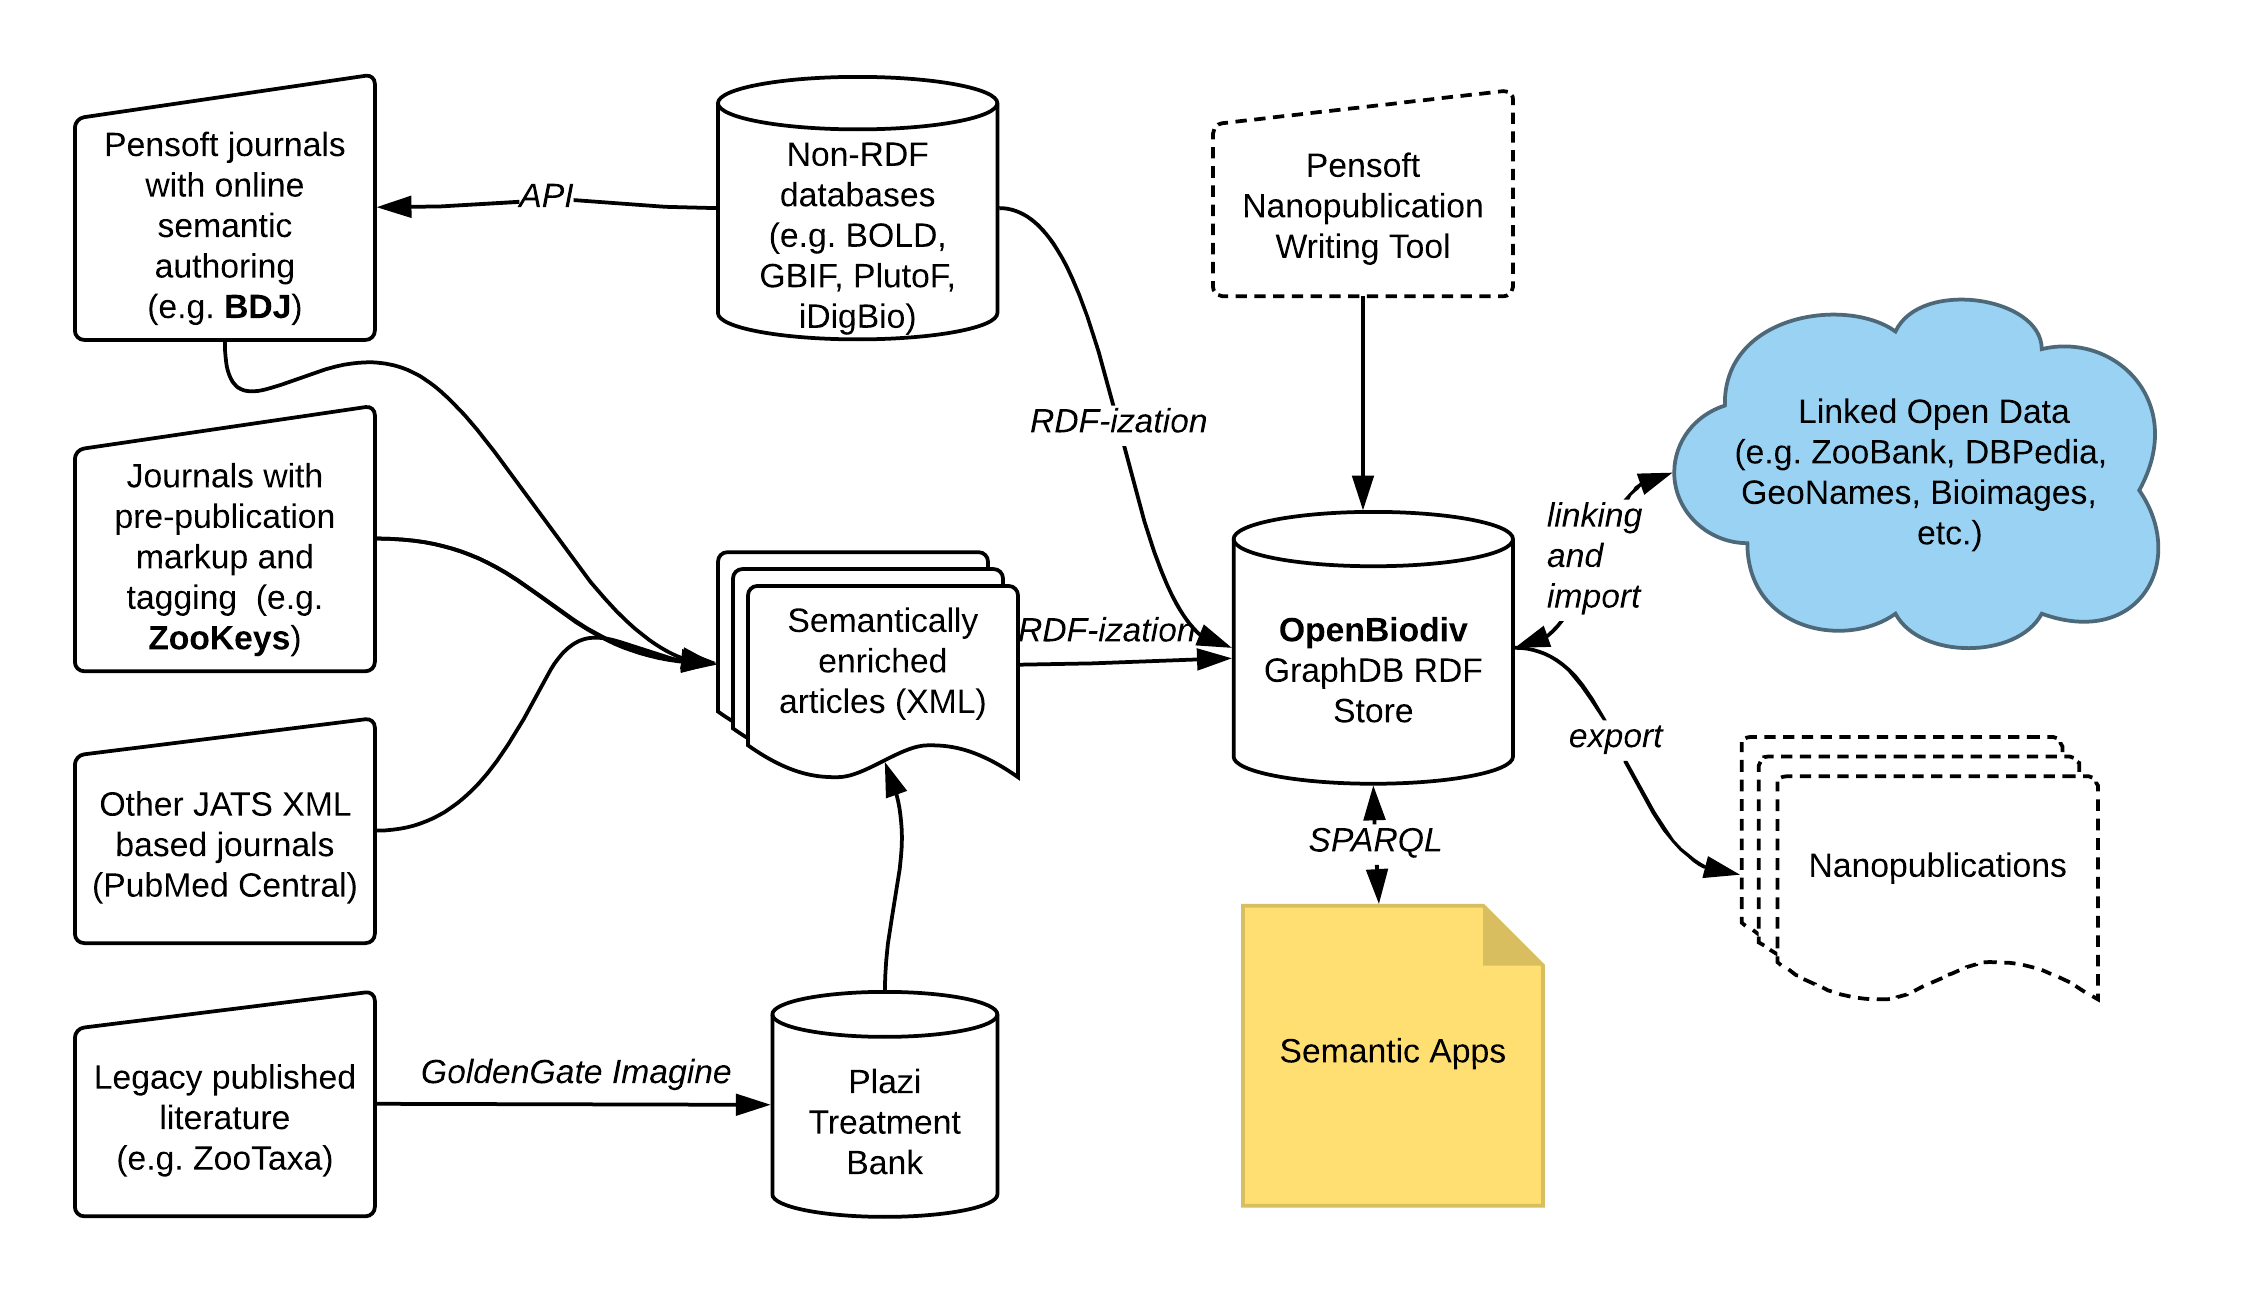 Pensoft journals
with online
semantic
authoring
(e.g. BDJ)
API
Non-RDF
databases
(e.g. BOLD,
GBIF, PlutoF,
iDigBio)
Pensoft
Nanopublication
Writing Tool
RDF-ization
Linked Open Data
(e.g. ZooBank, DBPedia,
GeoNames, Bioimages,
etc.)
linking
and
import
Journals with
pre-publication
markup and
tagging (e.g.
ZooKeys)
Semantically
enriched
articles (XML)
RDF-ization
OpenBiodiv
GraphDB RDF
Store
export
Other JATS XML
based journals
(PubMed Central)
SPARQL
Nanopublications
Legacy published
literature
(e.g. ZooTaxa)
GoldenGate Imagine
Plazi
Treatment
Bank
Semantic Apps